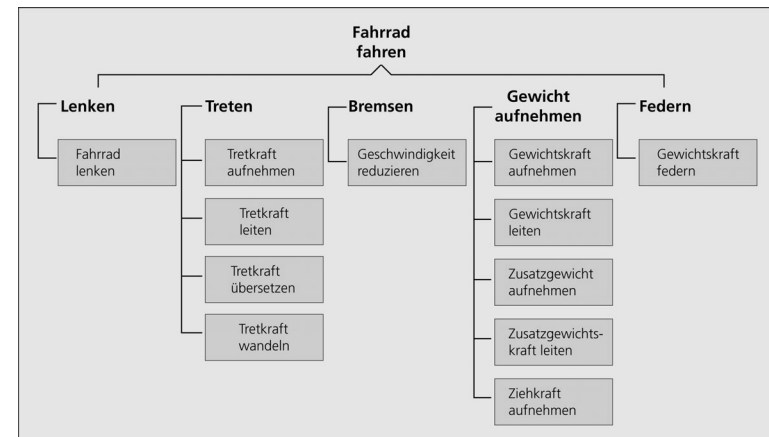 Fahrrad
fahren
Lenken
Fahrrad
lenken
Treten
Tretkraft
aufnehmen
Tretkraft
leiten
Tretkraft
übersetzen
Tretkraft
wandeln
Bremsen
Geschwindigkeit
reduzieren
Gewicht
aufnehmen
Gewichtskraft
aufnehmen
Gewichtskraft
leiten
Zusatzgewicht
aufnehmen
Zusatzgewichts-
kraft leiten
Ziehkraft
aufnehmen
Federn
Gewichtskraft
federn